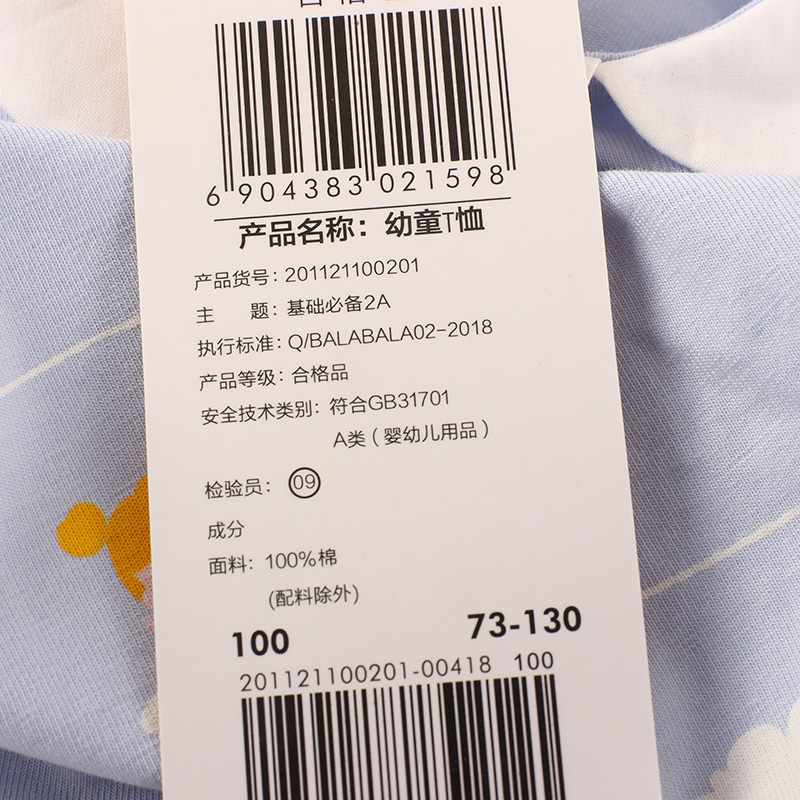 6 904383 021598
产品名称：幼童T恤
产品货号：201121100201
主 题：基础必备2A
执行标准：Q/BALABALA02-2018
产品等级：合格品
安全技术类别：符合GB31701
A类（婴幼儿用品）
检验员：09
成分
面料：100%棉
(配料除外)
100 73-130
201121100201-00418 100